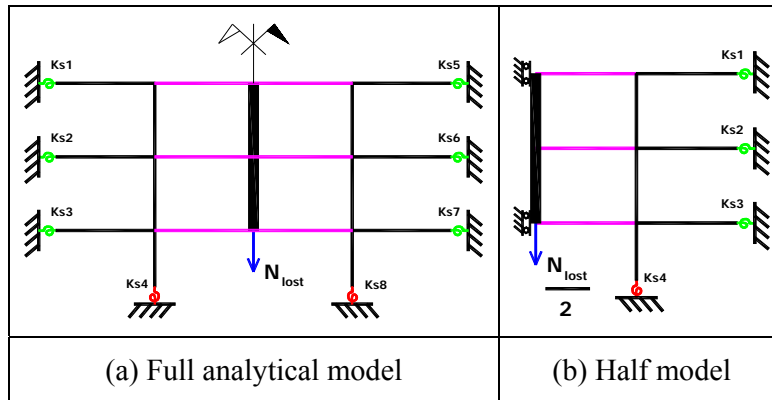 Ks1
Ks5
Ks2
Ks6
Ks3
Ks7
Ks4
Ks8
N lost
(a) Full analytical model
Ks1
Ks2
Ks3
Ks4
N lost
2
(b) Half model